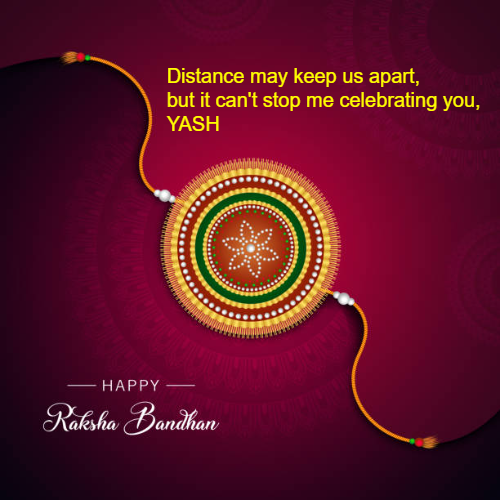 Distance may keep us apart,
but it can't stop me celebrating you,
YASH
HAPPY
Raksha Bandhan